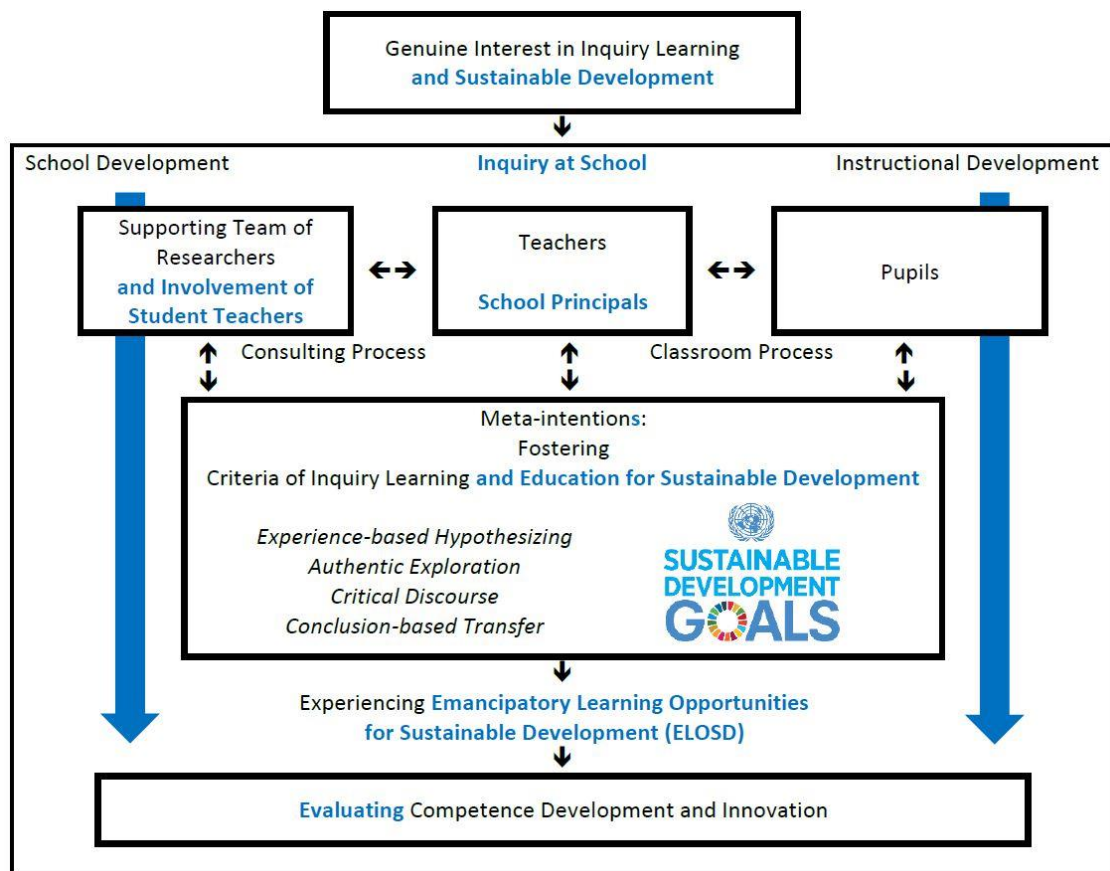 Genuine Interest in Inquiry Learning
and Sustainable Development
School Development
Inquiry at School
Instructional Development
Supporting Team of
Researchers
and Involvement of
Student Teachers
Teachers
School Principals
Pupils
Consulting Process
Classroom Process
Meta-intentions:
Fostering
Criteria of Inquiry Learning and Education for Sustainable Development
Experience-based Hypothesizing
Authentic Exploration
Critical Discourse
Conclusion-based Transfer
SUSTAINABLE
DEVELOPMENT
GOALS
Experiencing Emancipatory Learning Opportunities
for Sustainable Development (ELOSD)
Evaluating Competence Development and Innovation